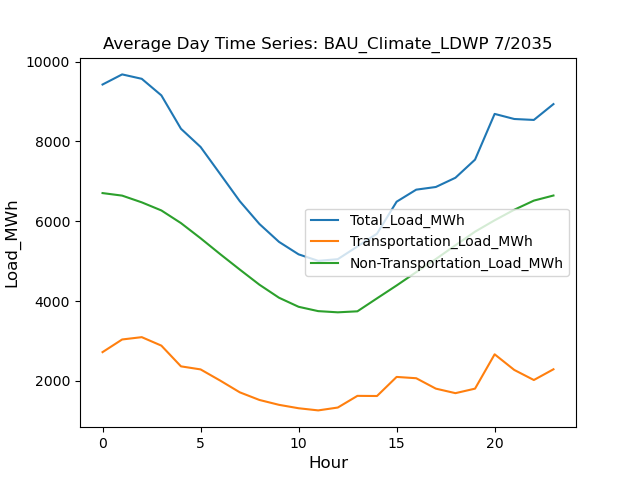 Average Day Time Series: BAU_Climate_LDWP 7/2035
Load_MWh
10000
8000
6000
4000
2000
Total_Load_MWh
Transportation_Load_MWh
Non-Transportation_Load_MWh
0 5 10 15 20
Hour